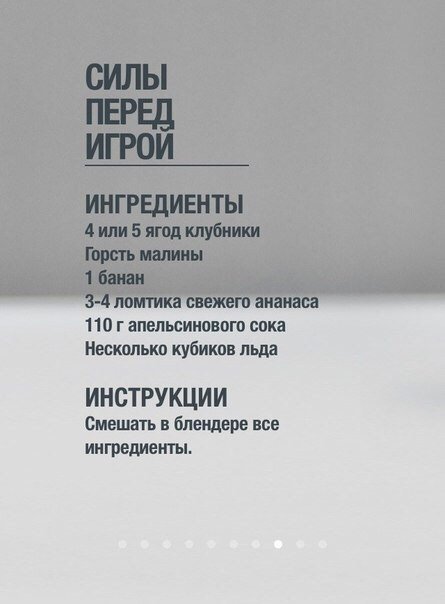 СИЛЫ
ПЕРЕД
ИГРОЙ
ИНГРЕДИЕНТЫ
4 или 5 ягод клубники
Горсть малины
1 банан
3-4 ломтика свежего ананаса
110 г апельсинового сока
Несколько кубиков льда
ИНСТРУКЦИИ
Смешать в блендере все
ингредиенты.